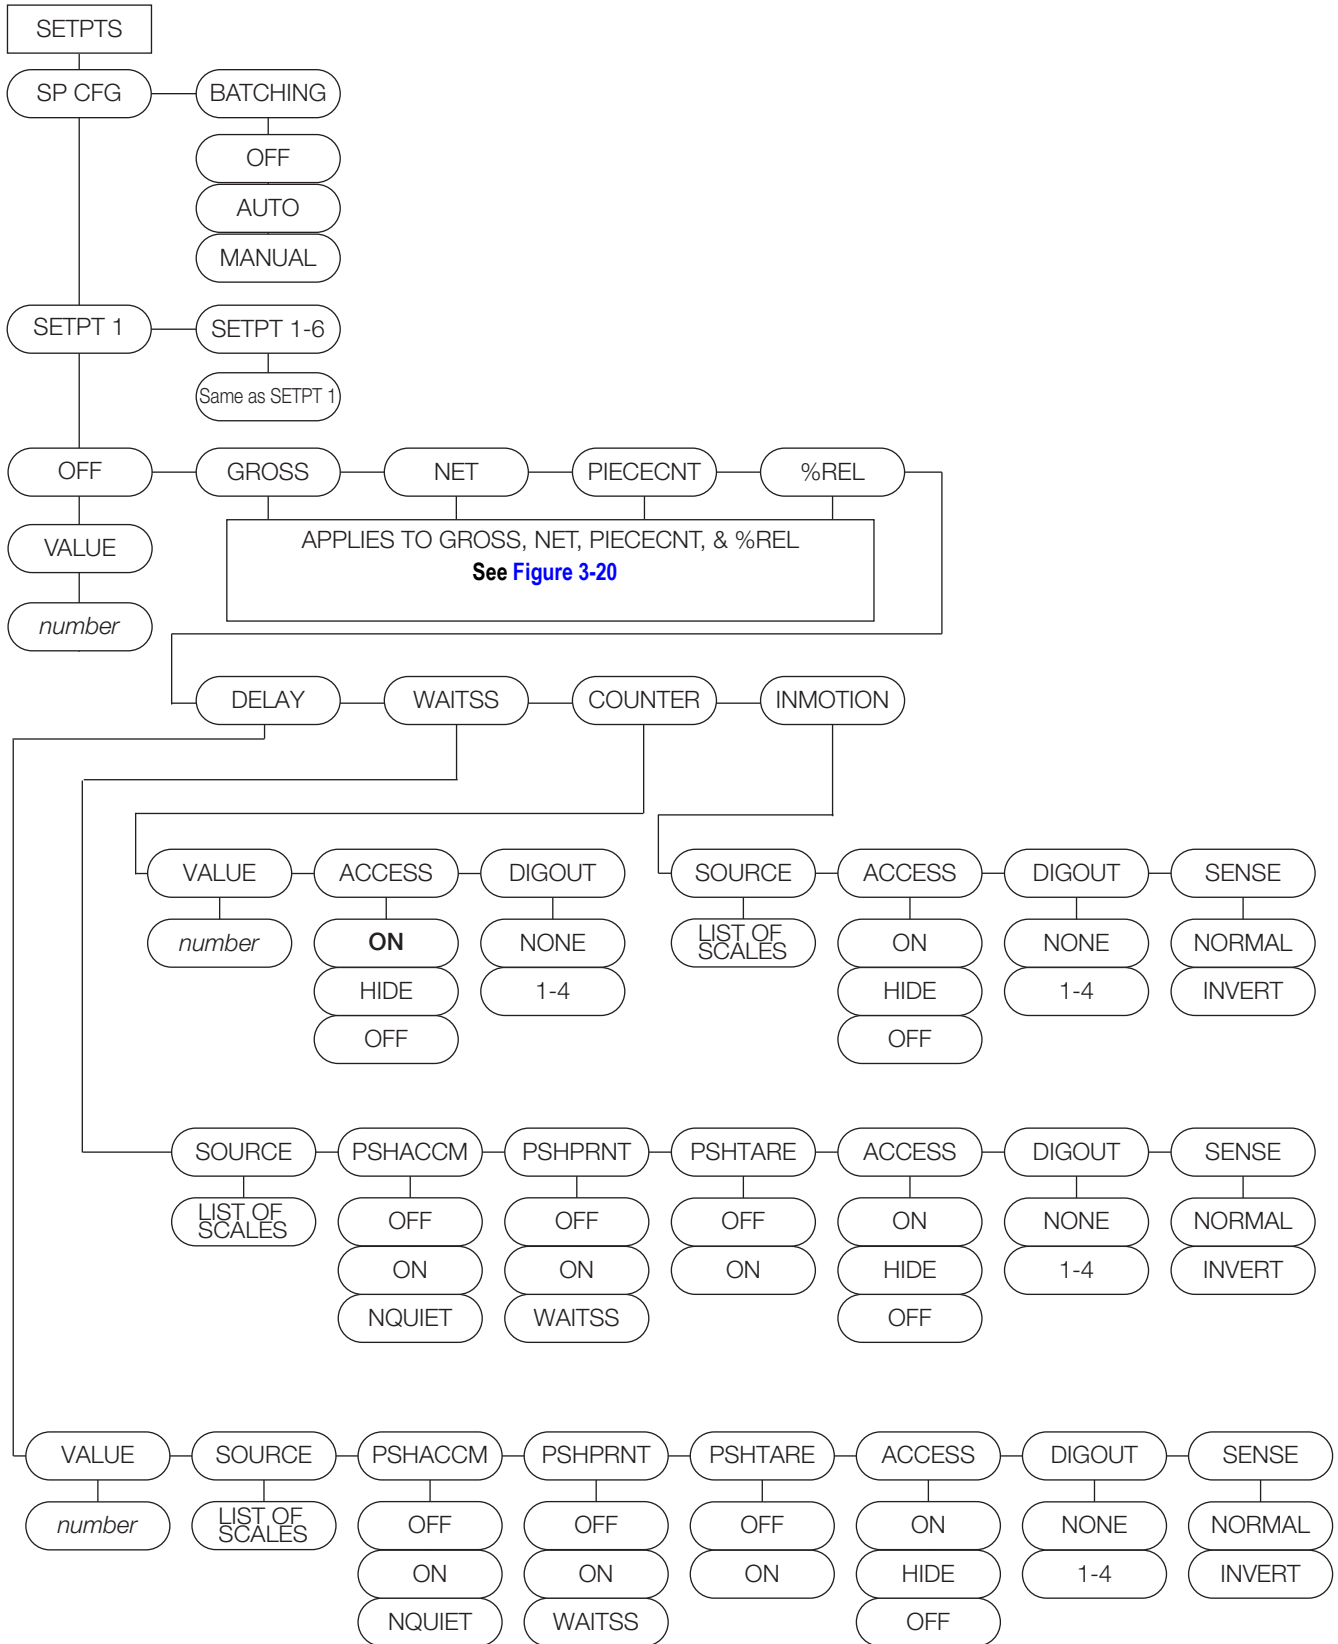 SETPTS
SP CFG
BATCHING
OFF
AUTO
MANUAL
SETPT 1
SETPT 1-6
Same as SETPT 1
OFF
GROSS
NET
PIECECNT
%REL
VALUE
number
APPLIES TO GROSS, NET, PIECECNT, & %REL
See Figure 3-20
DELAY
WAITSS
COUNTER
INMOTION
VALUE
ACCESS
DIGOUT
SOURCE
ACCESS
DIGOUT
SENSE
number
ON
NONE
LIST OF
SCALES
ON
NONE
NORMAL
HIDE
1-4
HIDE
1-4
INVERT
OFF
OFF
SOURCE
PSHACCM
PSHPRNT
PSHTARE
ACCESS
DIGOUT
SENSE
LIST OF
SCALES
OFF
OFF
OFF
ON
NONE
NORMAL
ON
ON
ON
HIDE
1-4
INVERT
NQUIET
WAITSS
OFF
VALUE
SOURCE
PSHACCM
PSHPRNT
PSHTARE
ACCESS
DIGOUT
SENSE
number
LIST OF
SCALES
OFF
OFF
OFF
ON
NONE
NORMAL
ON
ON
ON
HIDE
1-4
INVERT
NQUIET
WAITSS
OFF